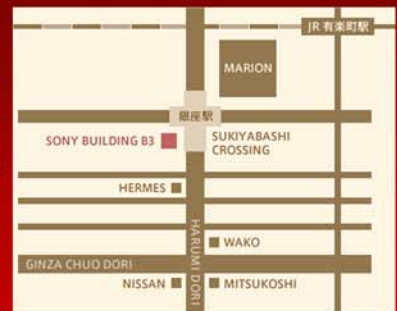 JR 有楽町駅
MARION
銀座駅
SONY BUILDING B3
SUKIYABASHI
CROSSING
HERMES
HARUMI DORI
WAKO
GINZA CHUO DORI
NISSAN
MITSUKOSHI